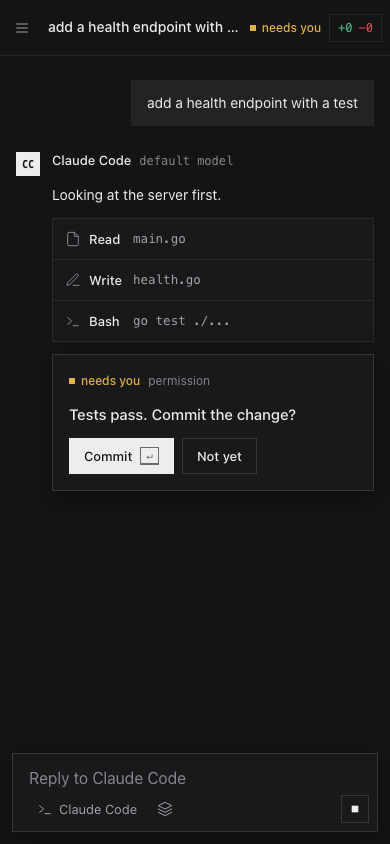 add a health endpoint with ... needs you +0 −0
add a health endpoint with a test
CC Claude Code default model
Looking at the server first.
Read main.go
Write health.go
Bash go test ./...
needs you permission
Tests pass. Commit the change?
Commit ↵ Not yet
Reply to Claude Code
Claude Code